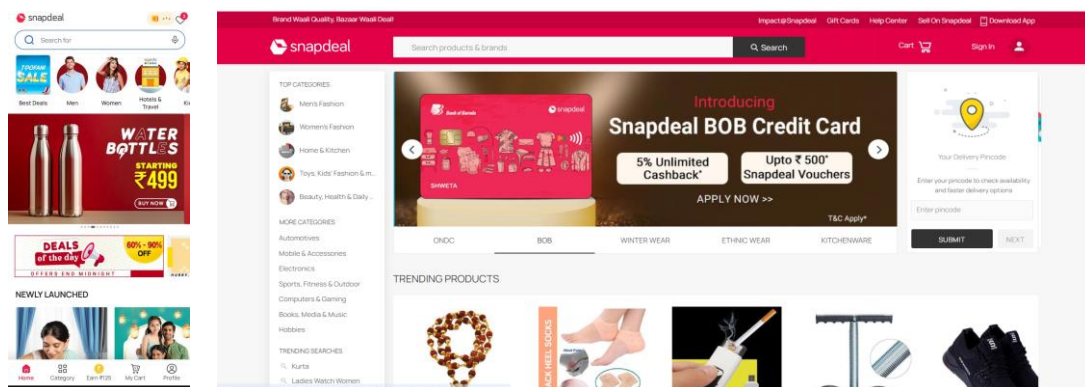 snapdeal
Search for
TOOFANI
SALE
Best Deals
Men
Women
Hotels &
Travel
WATER
BOTTLES
STARTING
₹499
BUY NOW
DEALS
of the day
60% - 90%
OFF
OFFERS END MIDNIGHT
NEWLY LAUNCHED
Home
Category
Earn ₹120
My Cart
Profile
Brand Waali Quality, Bazaar Waali Deal!
Impact@Snapdeal
Gift Cards
Help Center
Sell On Snapdeal
Download App
snapdeal
Search products & brands
Search
Cart
Sign In
TOP CATEGORIES
Men's Fashion
Women's Fashion
Home & Kitchen
Toys, Kids' Fashion & m...
Beauty, Health & Daily ...
MORE CATEGORIES
Automotives
Mobile & Accessories
Electronics
Sports, Fitness & Outdoor
Computers & Gaming
Books, Media & Music
Hobbies
TRENDING SEARCHES
Kurta
Ladies Watch Women
Bank of Baroda
snapdeal
SHWETA
Introducing
Snapdeal BOB Credit Card
5% Unlimited
Cashback*
Upto ₹ 500*
Snapdeal Vouchers
APPLY NOW >>
T&C Apply*
ONDC
BOB
WINTER WEAR
ETHNIC WEAR
KITCHENWARE
Your Delivery Pincode
Enter your pincode to check availability
and faster delivery options
Enter pincode
SUBMIT
NEXT
TRENDING PRODUCTS
HEEL SOCKS